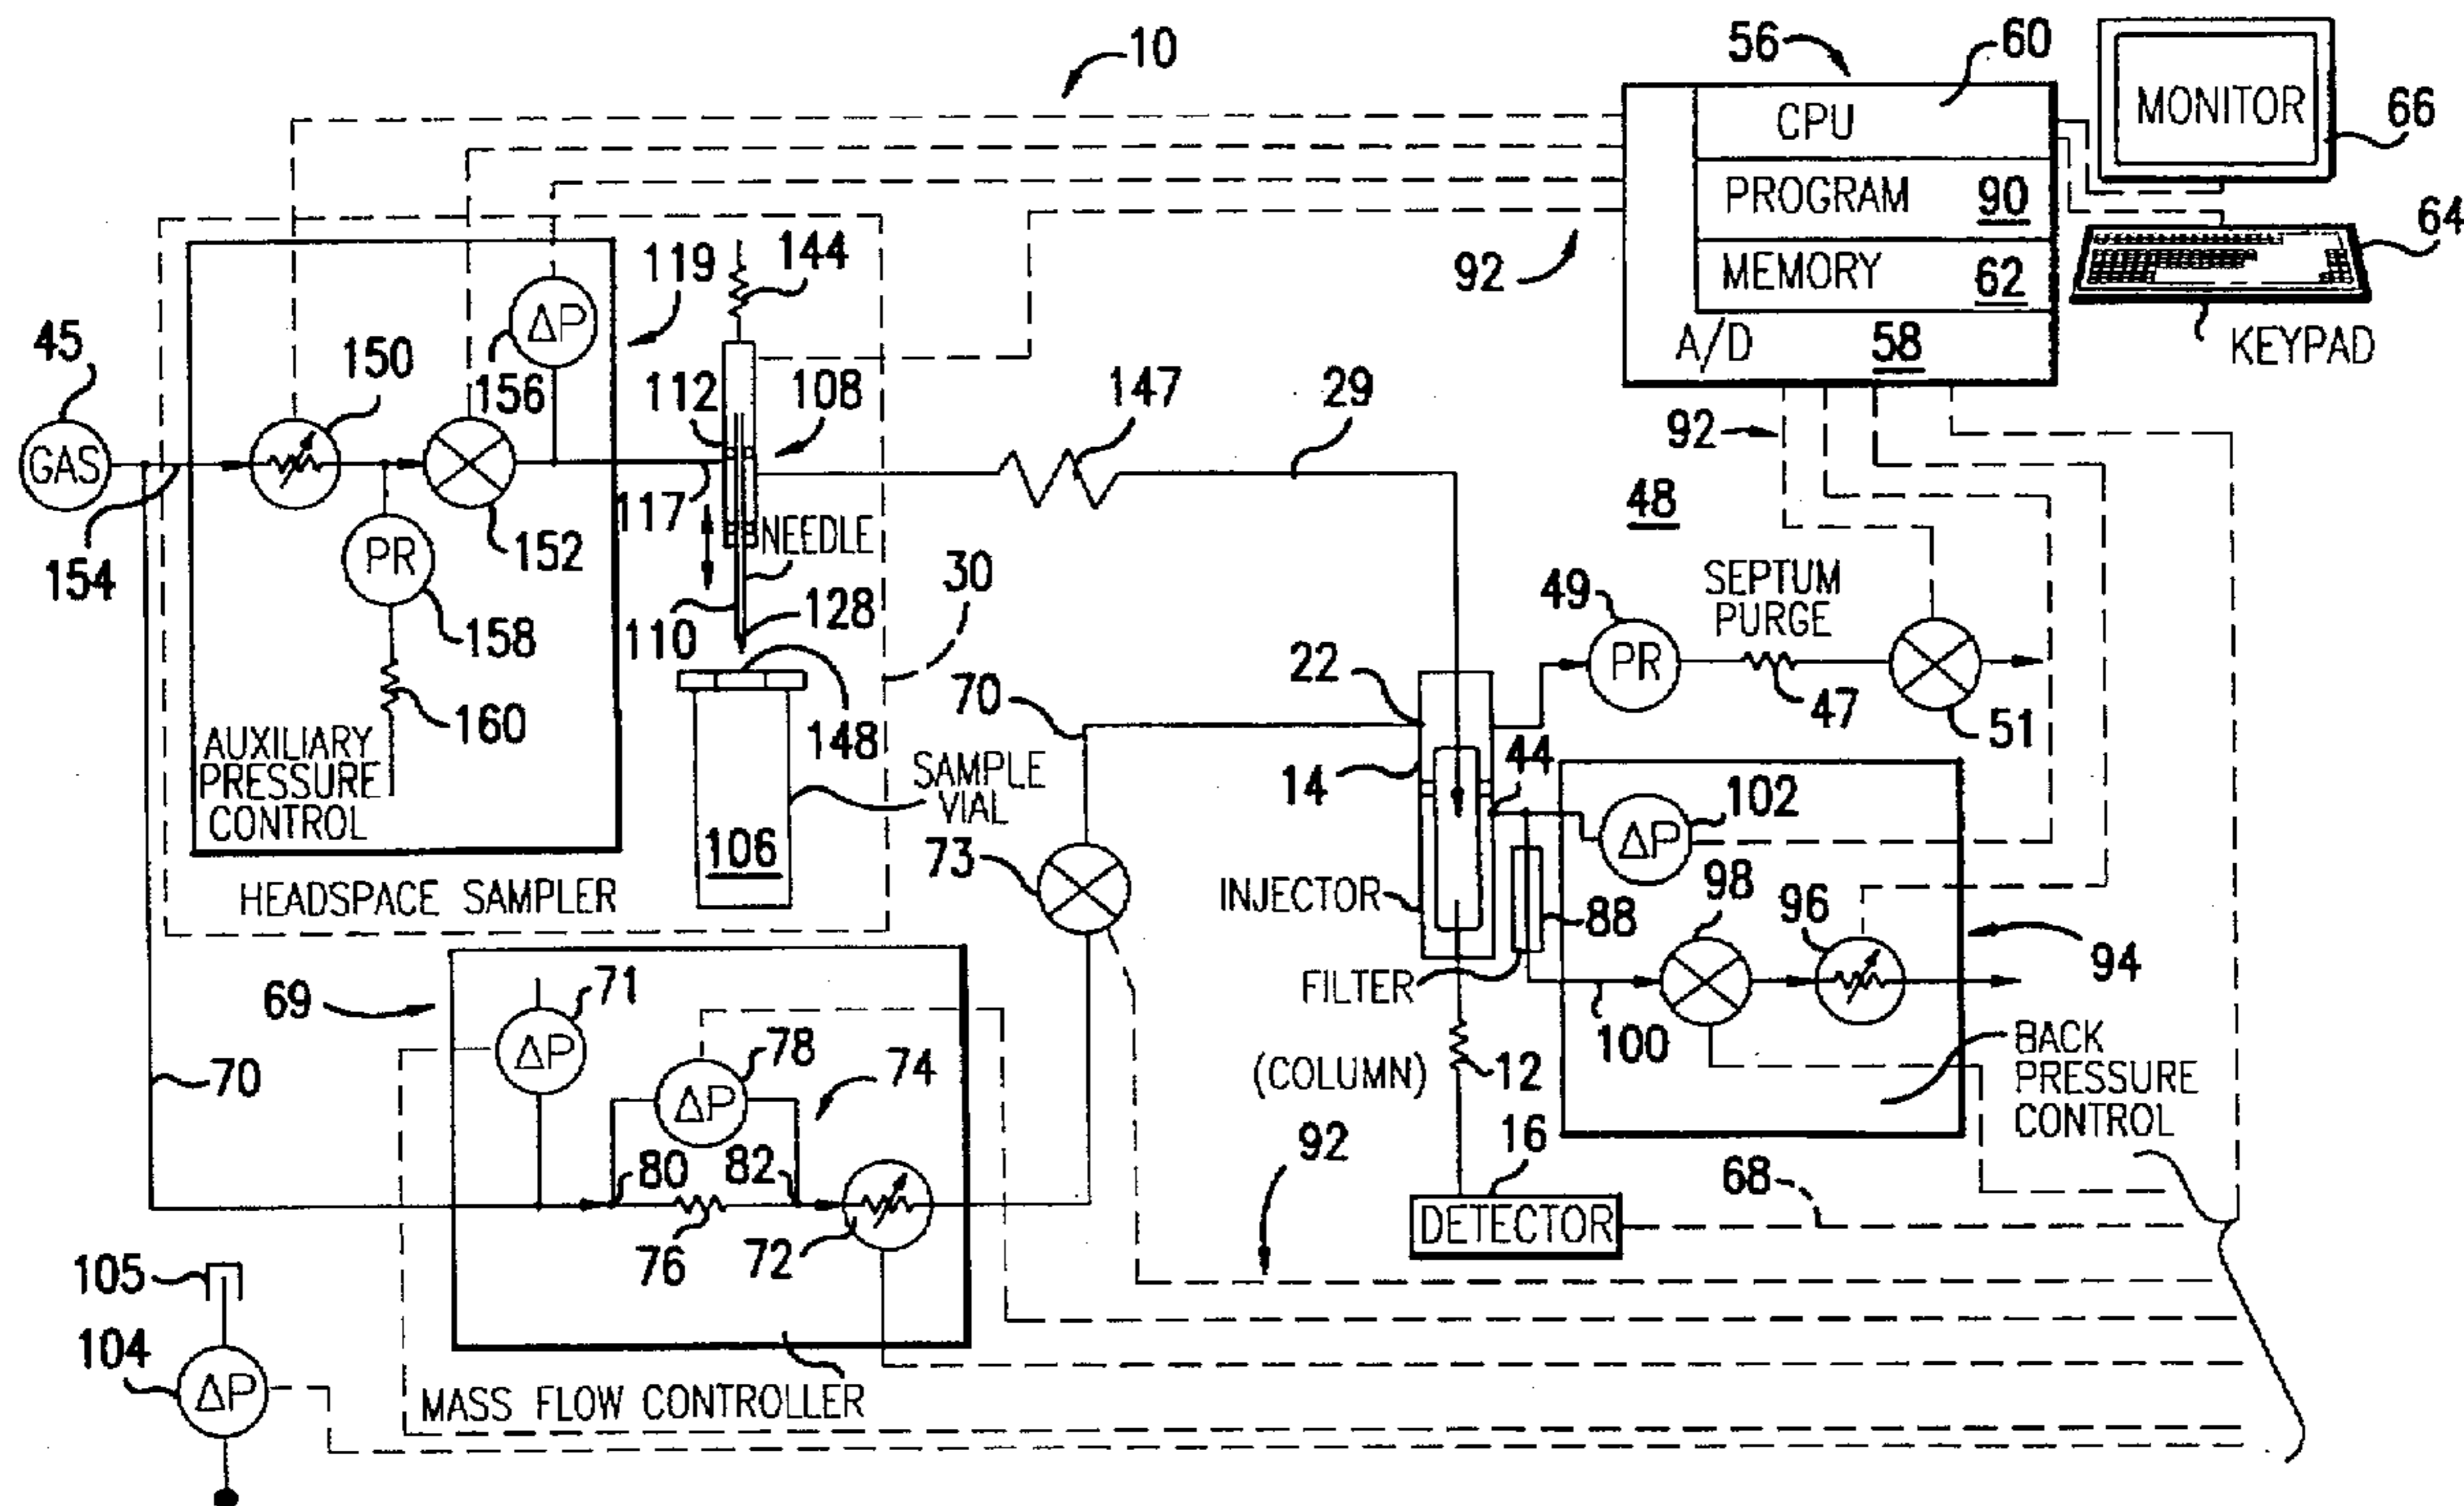 10
56
60
CPU
MONITOR
66
PROGRAM
90
MEMORY
62
64
92
A/D
58
KEYPAD
119
144
ΔP
156
45
150
112
108
147
29
GAS
154
152
117
NEEDLE
PR
158
110
128
30
160
148
AUXILIARY
PRESSURE
CONTROL
SAMPLE
VIAL
106
HEADSPACE SAMPLER
92
48
SEPTUM
PURGE
49
PR
47
51
22
70
14
44
73
INJECTOR
ΔP
102
98
96
88
94
FILTER
100
BACK
PRESSURE
CONTROL
(COLUMN)
12
69
71
ΔP
78
ΔP
74
70
80
82
76
72
92
16
DETECTOR
68
105
104
ΔP
MASS FLOW CONTROLLER